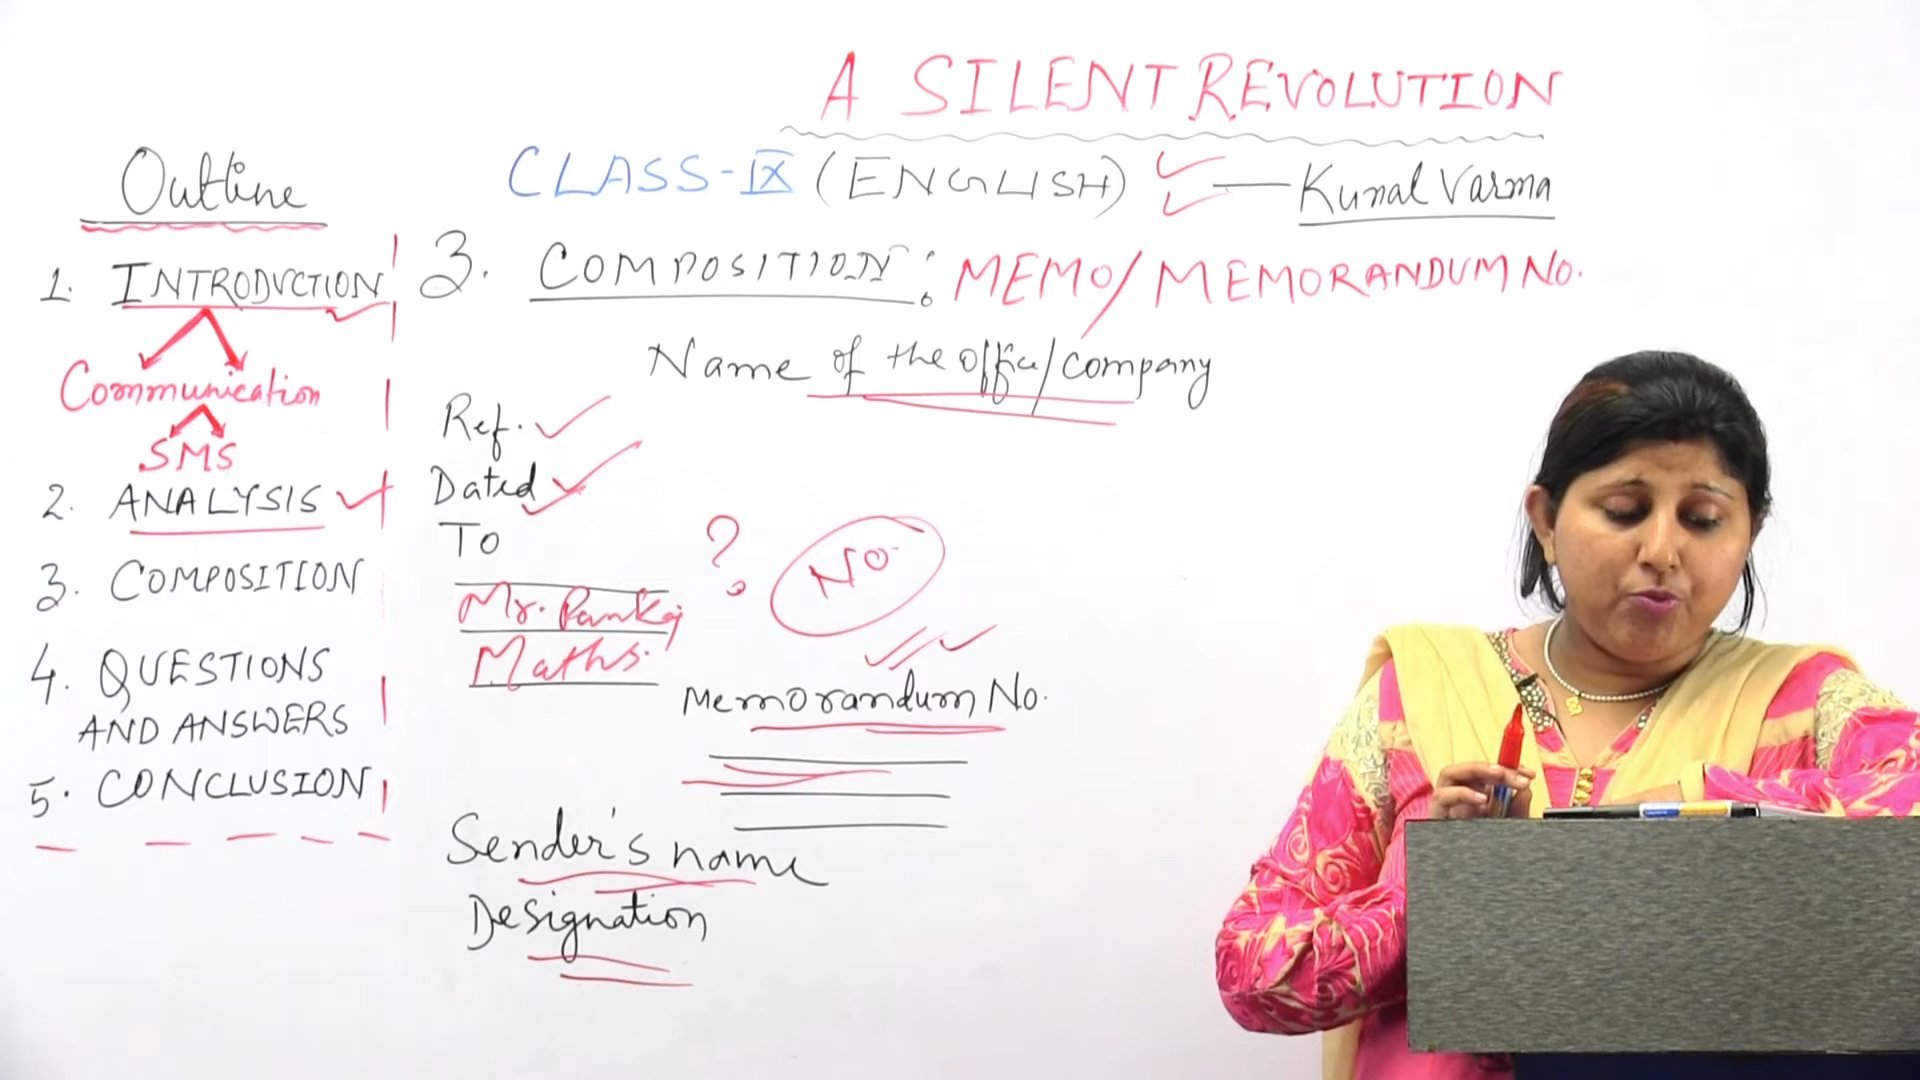 A SILENT REVOLUTION
CLASS-IX (ENGLISH) — Kunal Varma
Outline
1. INTRODUCTION
Communication
SMS
2. ANALYSIS
3. COMPOSITION
4. QUESTIONS
AND ANSWERS
5. CONCLUSION
3. COMPOSITION: MEMO/MEMORANDUM NO.
Name of the office/company
Ref.
Dated
To
Mr. Pankaj
Maths.
? NO
Memorandum No.
Sender's name
Designation